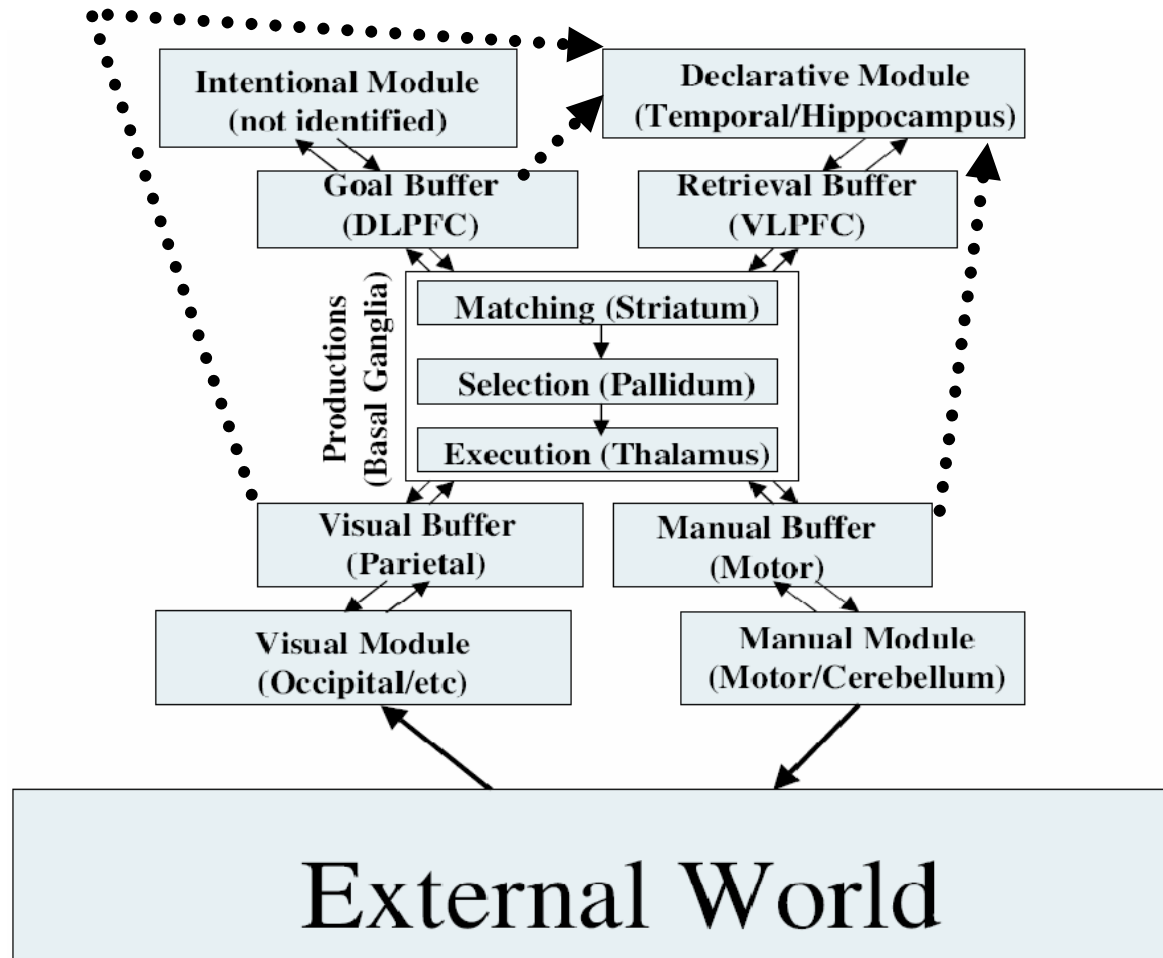 Intentional Module
(not identified)
Declarative Module
(Temporal/Hippocampus)
Goal Buffer
(DLPFC)
Retrieval Buffer
(VLPFC)
Productions
(Basal Ganglia)
Matching (Striatum)
Selection (Pallidum)
Execution (Thalamus)
Visual Buffer
(Parietal)
Manual Buffer
(Motor)
Visual Module
(Occipital/etc)
Manual Module
(Motor/Cerebellum)
External World